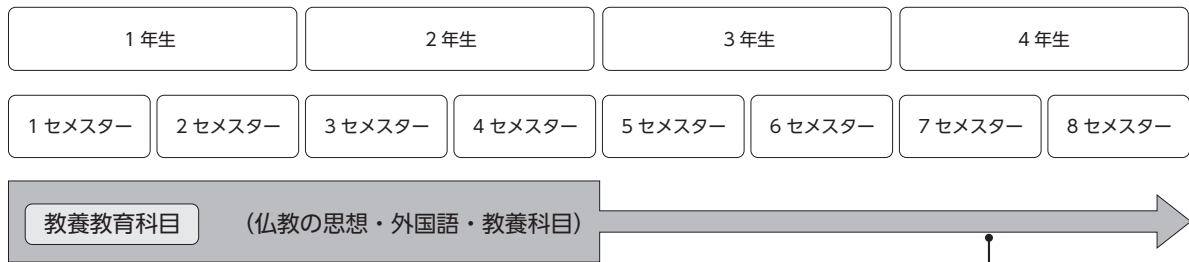 1 年生 2 年生 3 年生 4 年生
1 セメスター 2 セメスター 3 セメスター 4 セメスター 5 セメスター 6 セメスター 7 セメスター 8 セメスター
教養教育科目 （仏教の思想・外国語・教養科目）